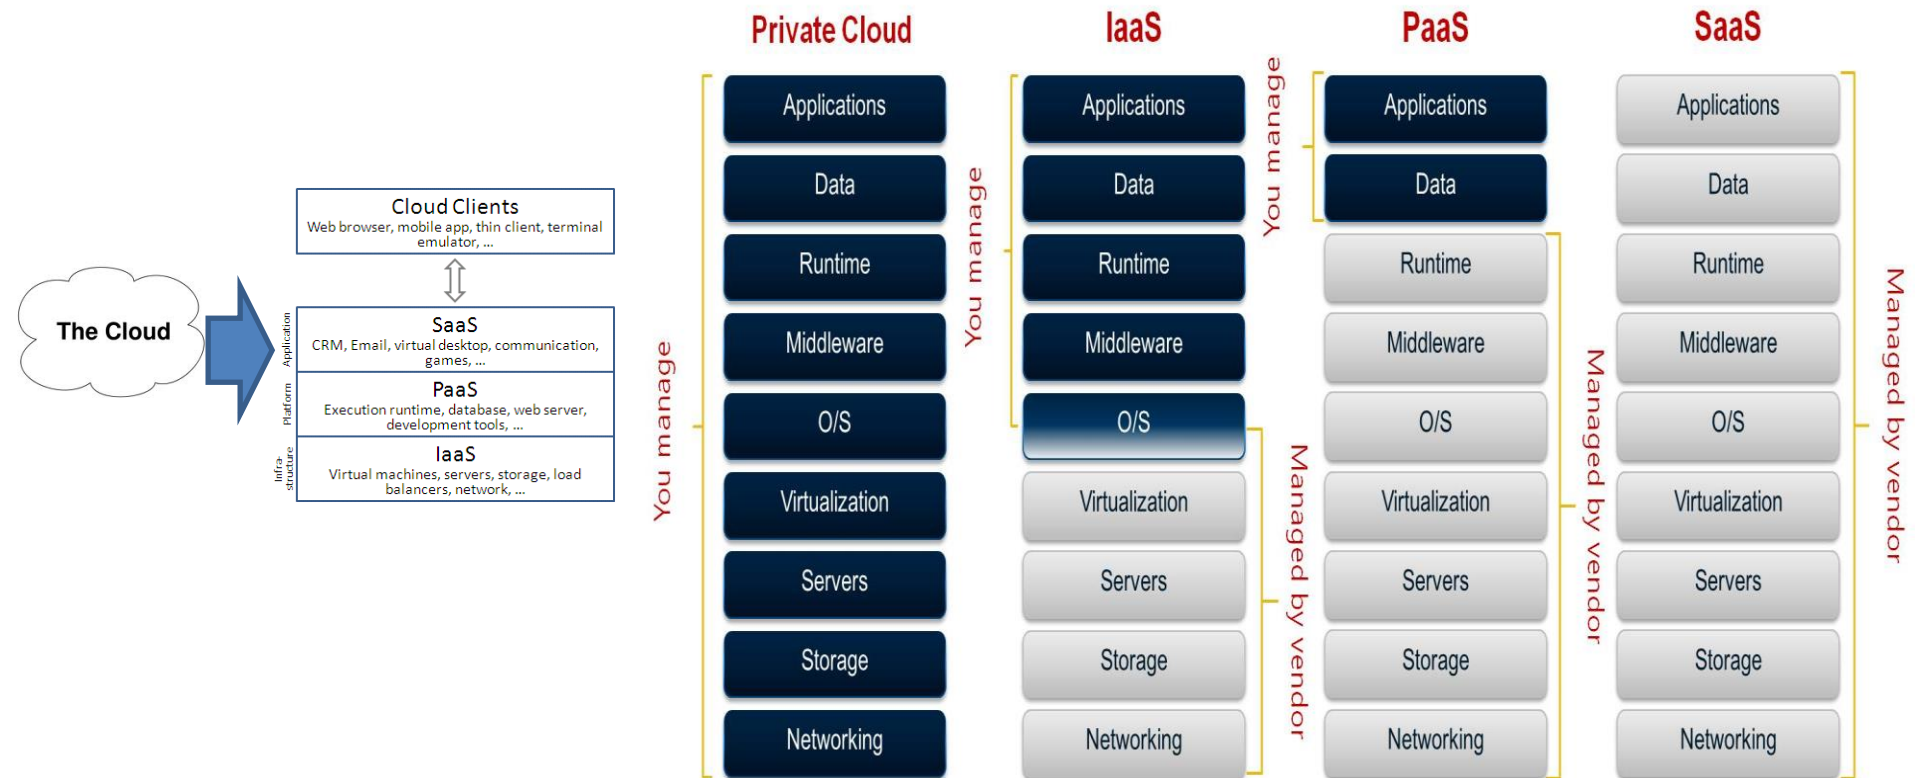 The Cloud
Cloud Clients
Web browser, mobile app, thin client, terminal
emulator, ...
Application
SaaS
CRM, Email, virtual desktop, communication,
games, ...
Platform
PaaS
Execution runtime, database, web server,
development tools, ...
Infra-
structure
IaaS
Virtual machines, servers, storage, load
balancers, network, ...
Private Cloud
You manage
Applications
Data
Runtime
Middleware
O/S
Virtualization
Servers
Storage
Networking
IaaS
You manage
Applications
Data
Runtime
Middleware
O/S
Virtualization
Servers
Storage
Networking
Managed by vendor
PaaS
You manage
Applications
Data
Runtime
Middleware
O/S
Virtualization
Servers
Storage
Networking
Managed by vendor
SaaS
Applications
Data
Runtime
Middleware
O/S
Virtualization
Servers
Storage
Networking
Managed by vendor